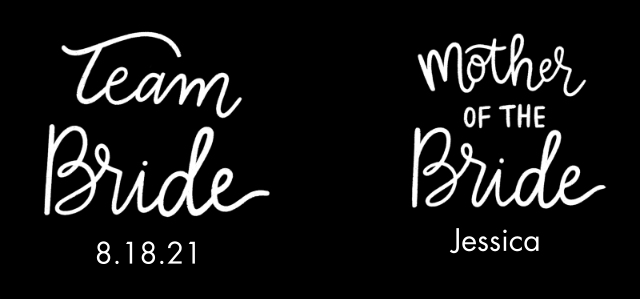 Team
Bride
8.18.21
Mother
OF THE
Bride
Jessica